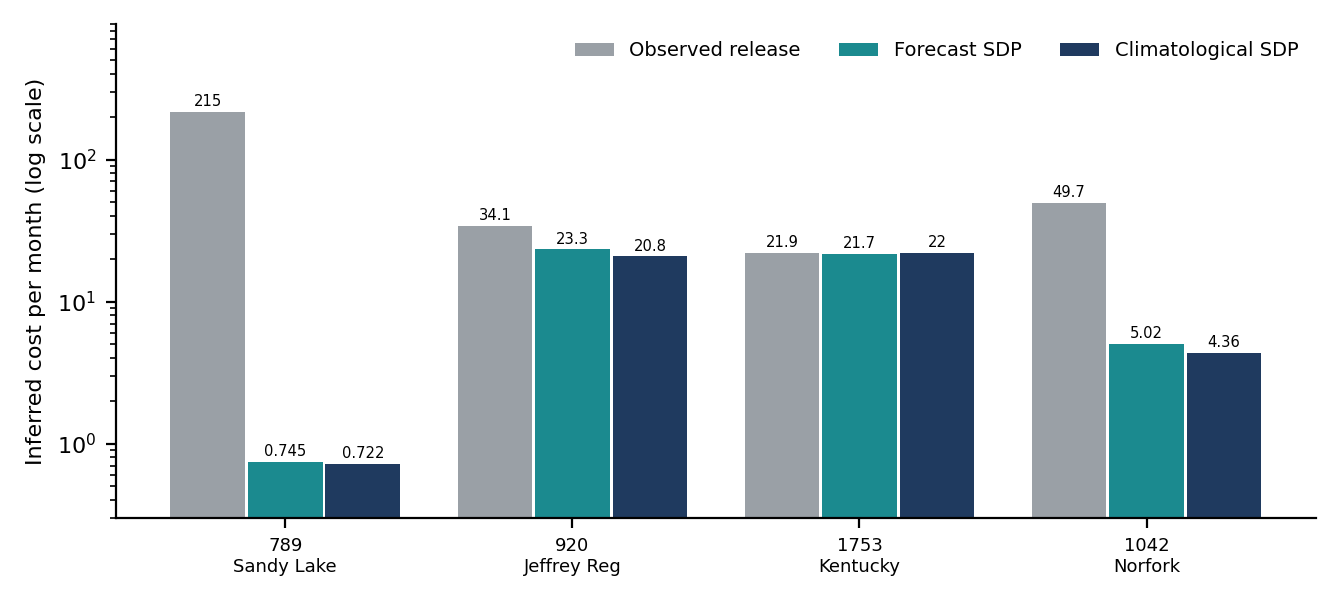 Observed release
Forecast SDP
Climatological SDP
Inferred cost per month (log scale)
10²
10¹
10⁰
215
0.745
0.722
34.1
23.3
20.8
21.9
21.7
22
49.7
5.02
4.36
789
Sandy Lake
920
Jeffrey Reg
1753
Kentucky
1042
Norfork